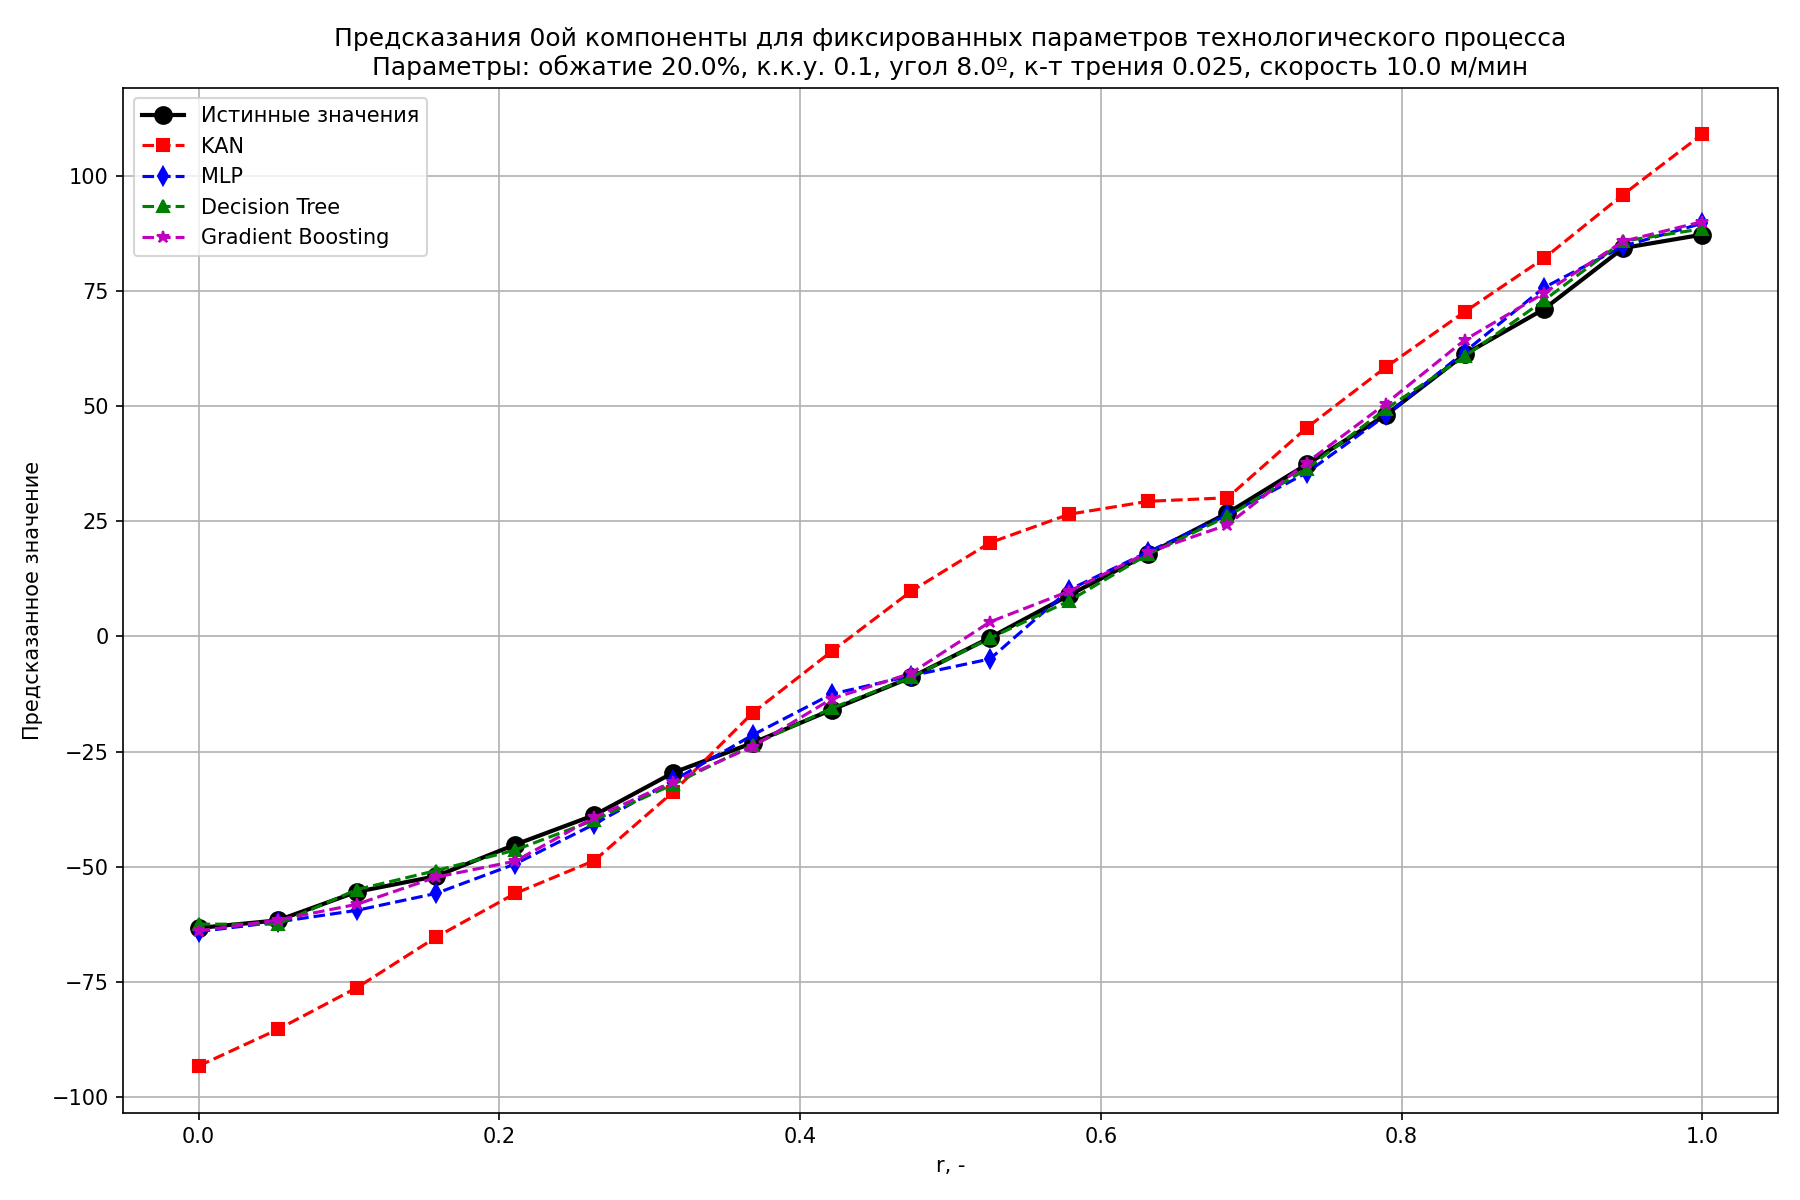 Предсказания 0ой компоненты для фиксированных параметров технологического процесса
Параметры: обжатие 20.0%, к.к.у. 0.1, угол 8.0º, к-т трения 0.025, скорость 10.0 м/мин
Истинные значения
KAN
MLP
Decision Tree
Gradient Boosting
Предсказанное значение
100
75
50
25
0
−25
−50
−75
−100
0.0
0.2
0.4
0.6
0.8
1.0
r, -